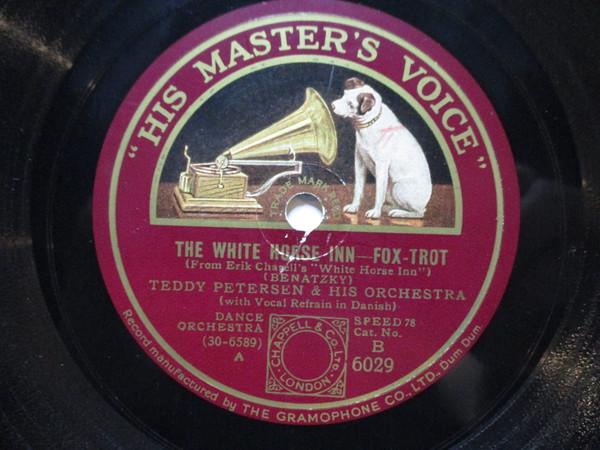 "HIS MASTER'S VOICE"
TRADE MARK
THE WHITE HORSE INN—FOX-TROT
(From Erik Charell's "White Horse Inn")
(BENATZKY)
TEDDY PETERSEN & HIS ORCHESTRA
(with Vocal Refrain in Danish)
DANCE
ORCHESTRA
(30-6589)
A
CHAPPELL & CO. LTD.
LONDON
SPEED 78
Cat. No.
B
6029
Record manufactured by THE GRAMOPHONE CO., LTD., Dum Dum